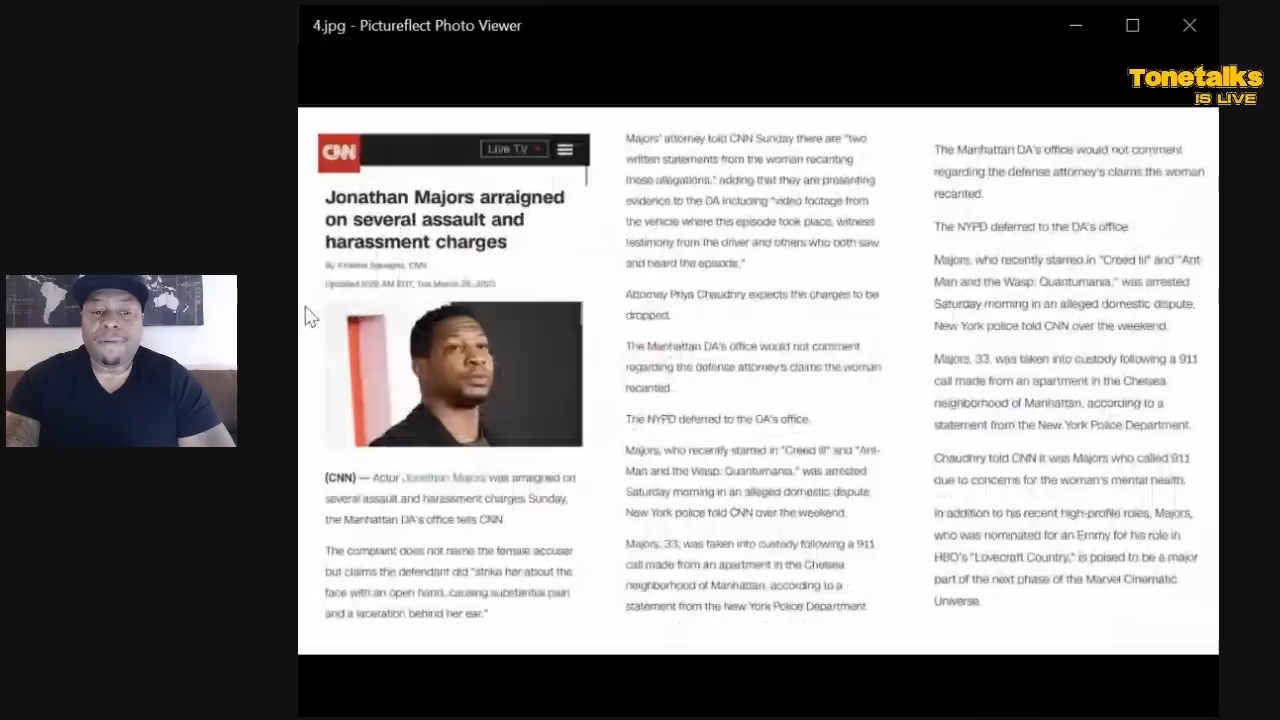 4.jpg - Pictureflect Photo Viewer
Tonetalks
IS LIVE
CNN
Live TV
Jonathan Majors arraigned
on several assault and
harassment charges
By Kristina Sgueglia, CNN
Updated EDT, Tue March 28, 2023
(CNN) — Actor Jonathan Majors was arraigned on
several assault and harassment charges Sunday,
the Manhattan DA's office tells CNN.
The complaint does not name the female accuser
but claims the defendant did "strike her about the
face with an open hand, causing substantial pain
and a laceration behind her ear."
Majors' attorney told CNN Sunday there are "two
written statements from the woman recanting
these allegations," adding that they are presenting
evidence to the DA including "video footage from
the vehicle where this episode took place, witness
testimony from the driver and others who both saw
and heard the episode,"
Attorney Priya Chaudhry expects the charges to be
dropped.
The Manhattan DA's office would not comment
regarding the defense attorney's claims the woman
recanted.
The NYPD deferred to the DA's office.
Majors, who recently starred in "Creed III" and "Ant-
Man and the Wasp: Quantumania," was arrested
Saturday morning in an alleged domestic dispute,
New York police told CNN over the weekend.
Majors, 33, was taken into custody following a 911
call made from an apartment in the Chelsea
neighborhood of Manhattan, according to a
statement from the New York Police Department.
The Manhattan DA's office would not comment
regarding the defense attorney's claims the woman
recanted.
The NYPD deferred to the DA's office.
Majors, who recently starred in "Creed III" and "Ant-
Man and the Wasp: Quantumania," was arrested
Saturday morning in an alleged domestic dispute,
New York police told CNN over the weekend.
Majors, 33, was taken into custody following a 911
call made from an apartment in the Chelsea
neighborhood of Manhattan, according to a
statement from the New York Police Department.
Chaudhry told CNN it was Majors who called 911
due to concerns for the woman's mental health.
In addition to his recent high-profile roles, Majors,
who was nominated for an Emmy for his role in
HBO's "Lovecraft Country," is poised to be a major
part of the next phase of the Marvel Cinematic
Universe.